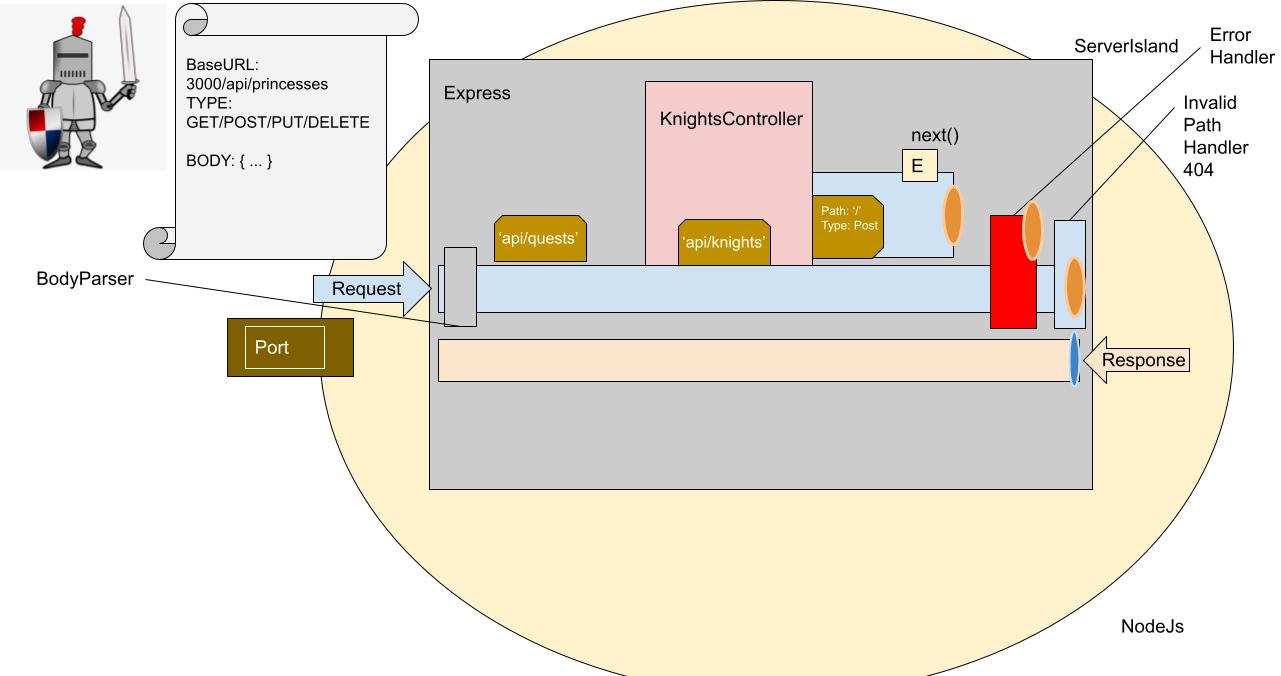 BaseURL:
3000/api/princesses
TYPE:
GET/POST/PUT/DELETE
BODY: { ... }
ServerIsland
Error
Handler
Invalid
Path
Handler
404
Express
KnightsController
next()
E
Path: ‘/’
Type: Post
‘api/quests’
‘api/knights’
BodyParser
Request
Port
Response
NodeJs